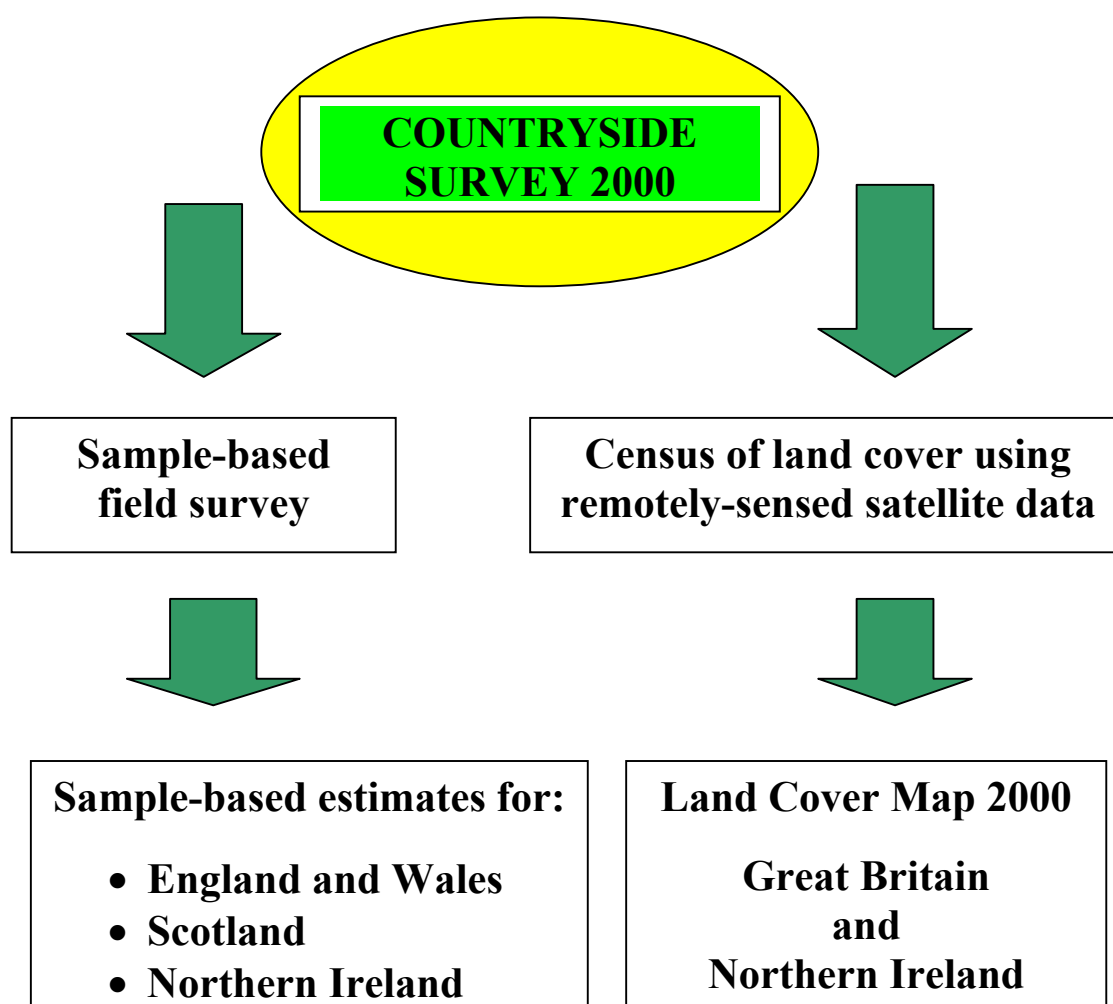 COUNTRYSIDE
SURVEY 2000
Sample-based
field survey
Census of land cover using
remotely-sensed satellite data
Sample-based estimates for:
• England and Wales
• Scotland
• Northern Ireland
Land Cover Map 2000
Great Britain
and
Northern Ireland